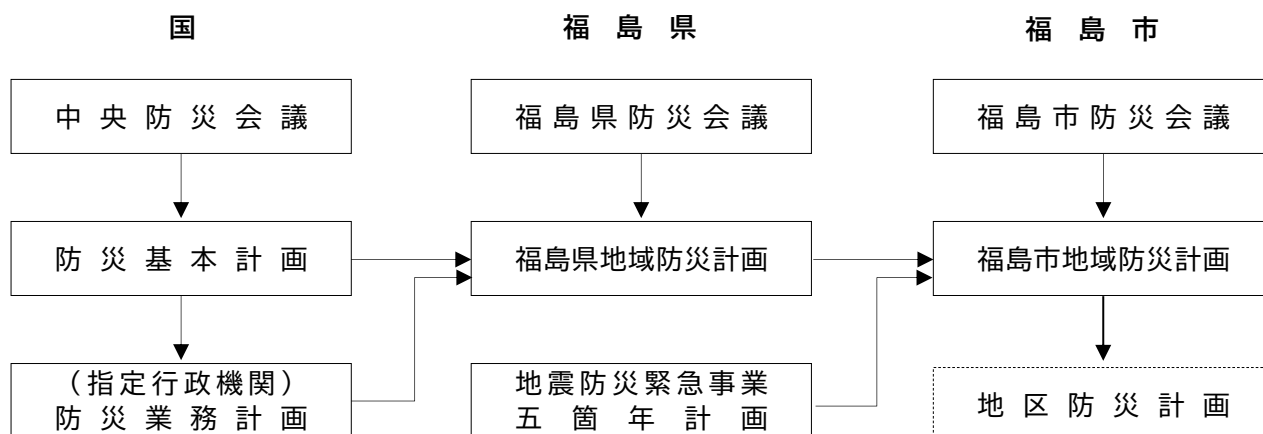 国
福島県
福島市
中央防災会議
福島県防災会議
福島市防災会議
防災基本計画
福島県地域防災計画
福島市地域防災計画
（指定行政機関）
防災業務計画
地震防災緊急事業
五箇年計画
地区防災計画